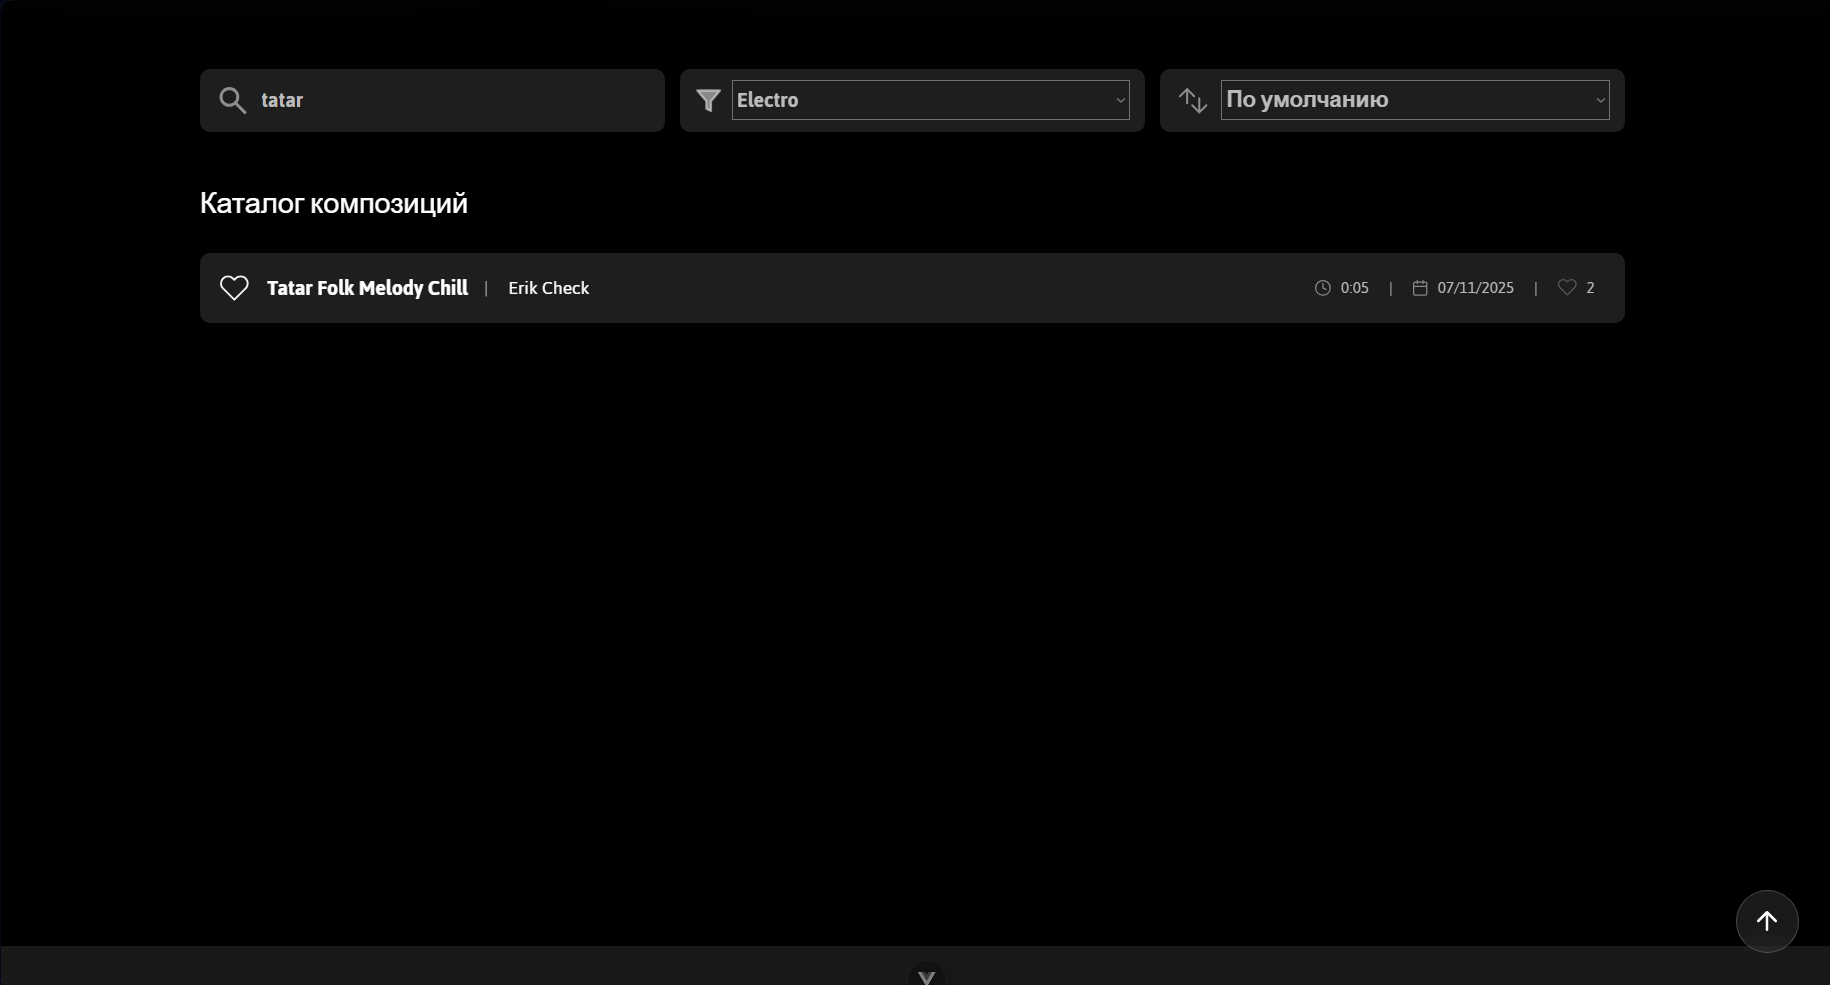 tatar
Electro
По умолчанию
Каталог композиций
Tatar Folk Melody Chill | Erik Check 0:05 | 07/11/2025 | 2